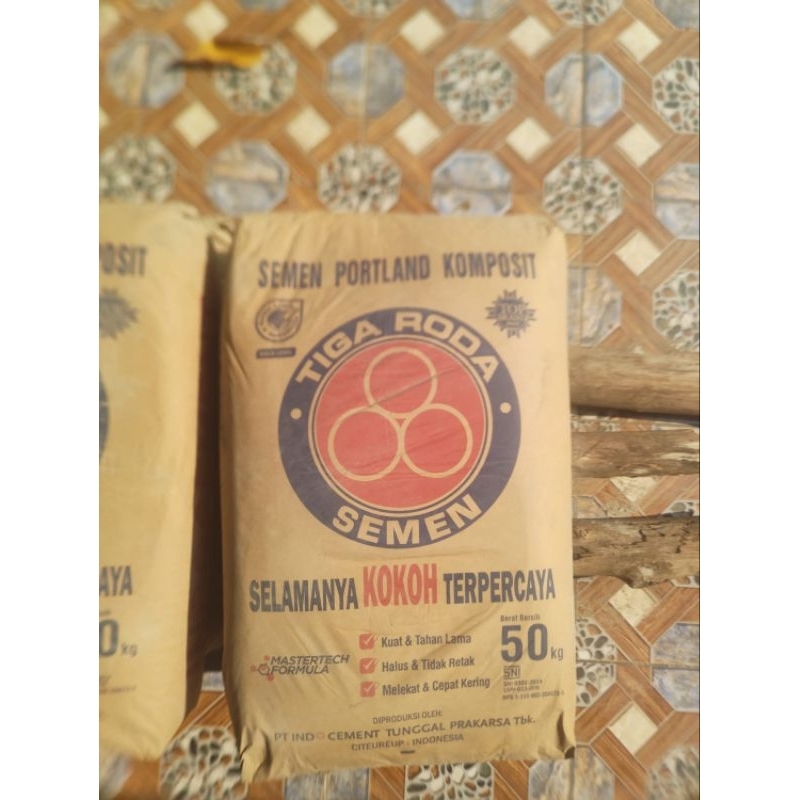 OSIT
AYA
0 kg
SEMEN PORTLAND KOMPOSIT
TIGA RODA
SEMEN
SELAMANYA KOKOH TERPERCAYA
Kuat & Tahan Lama
Halus & Tidak Retak
Melekat & Cepat Kering
MASTERTECH
FORMULA
Berat Bersih
50 kg
SNI
DIPRODUKSI OLEH:
PT INDOCEMENT TUNGGAL PRAKARSA Tbk.
CITEUREUP - INDONESIA